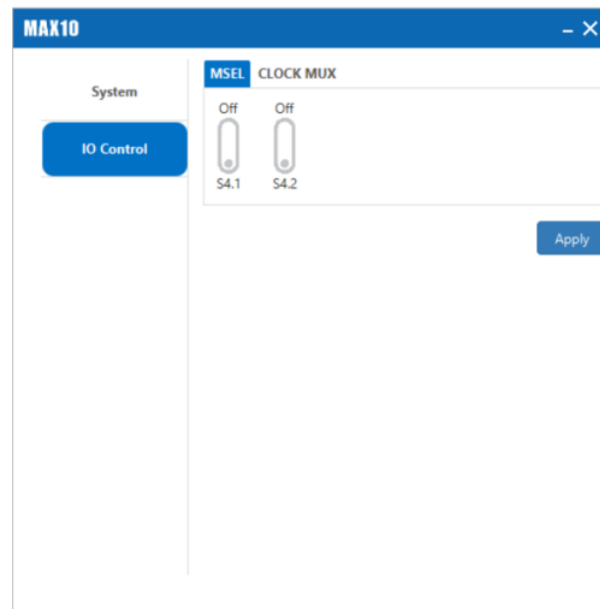 MAX10
System
IO Control
MSEL CLOCK MUX
Off Off
S4.1 S4.2
Apply